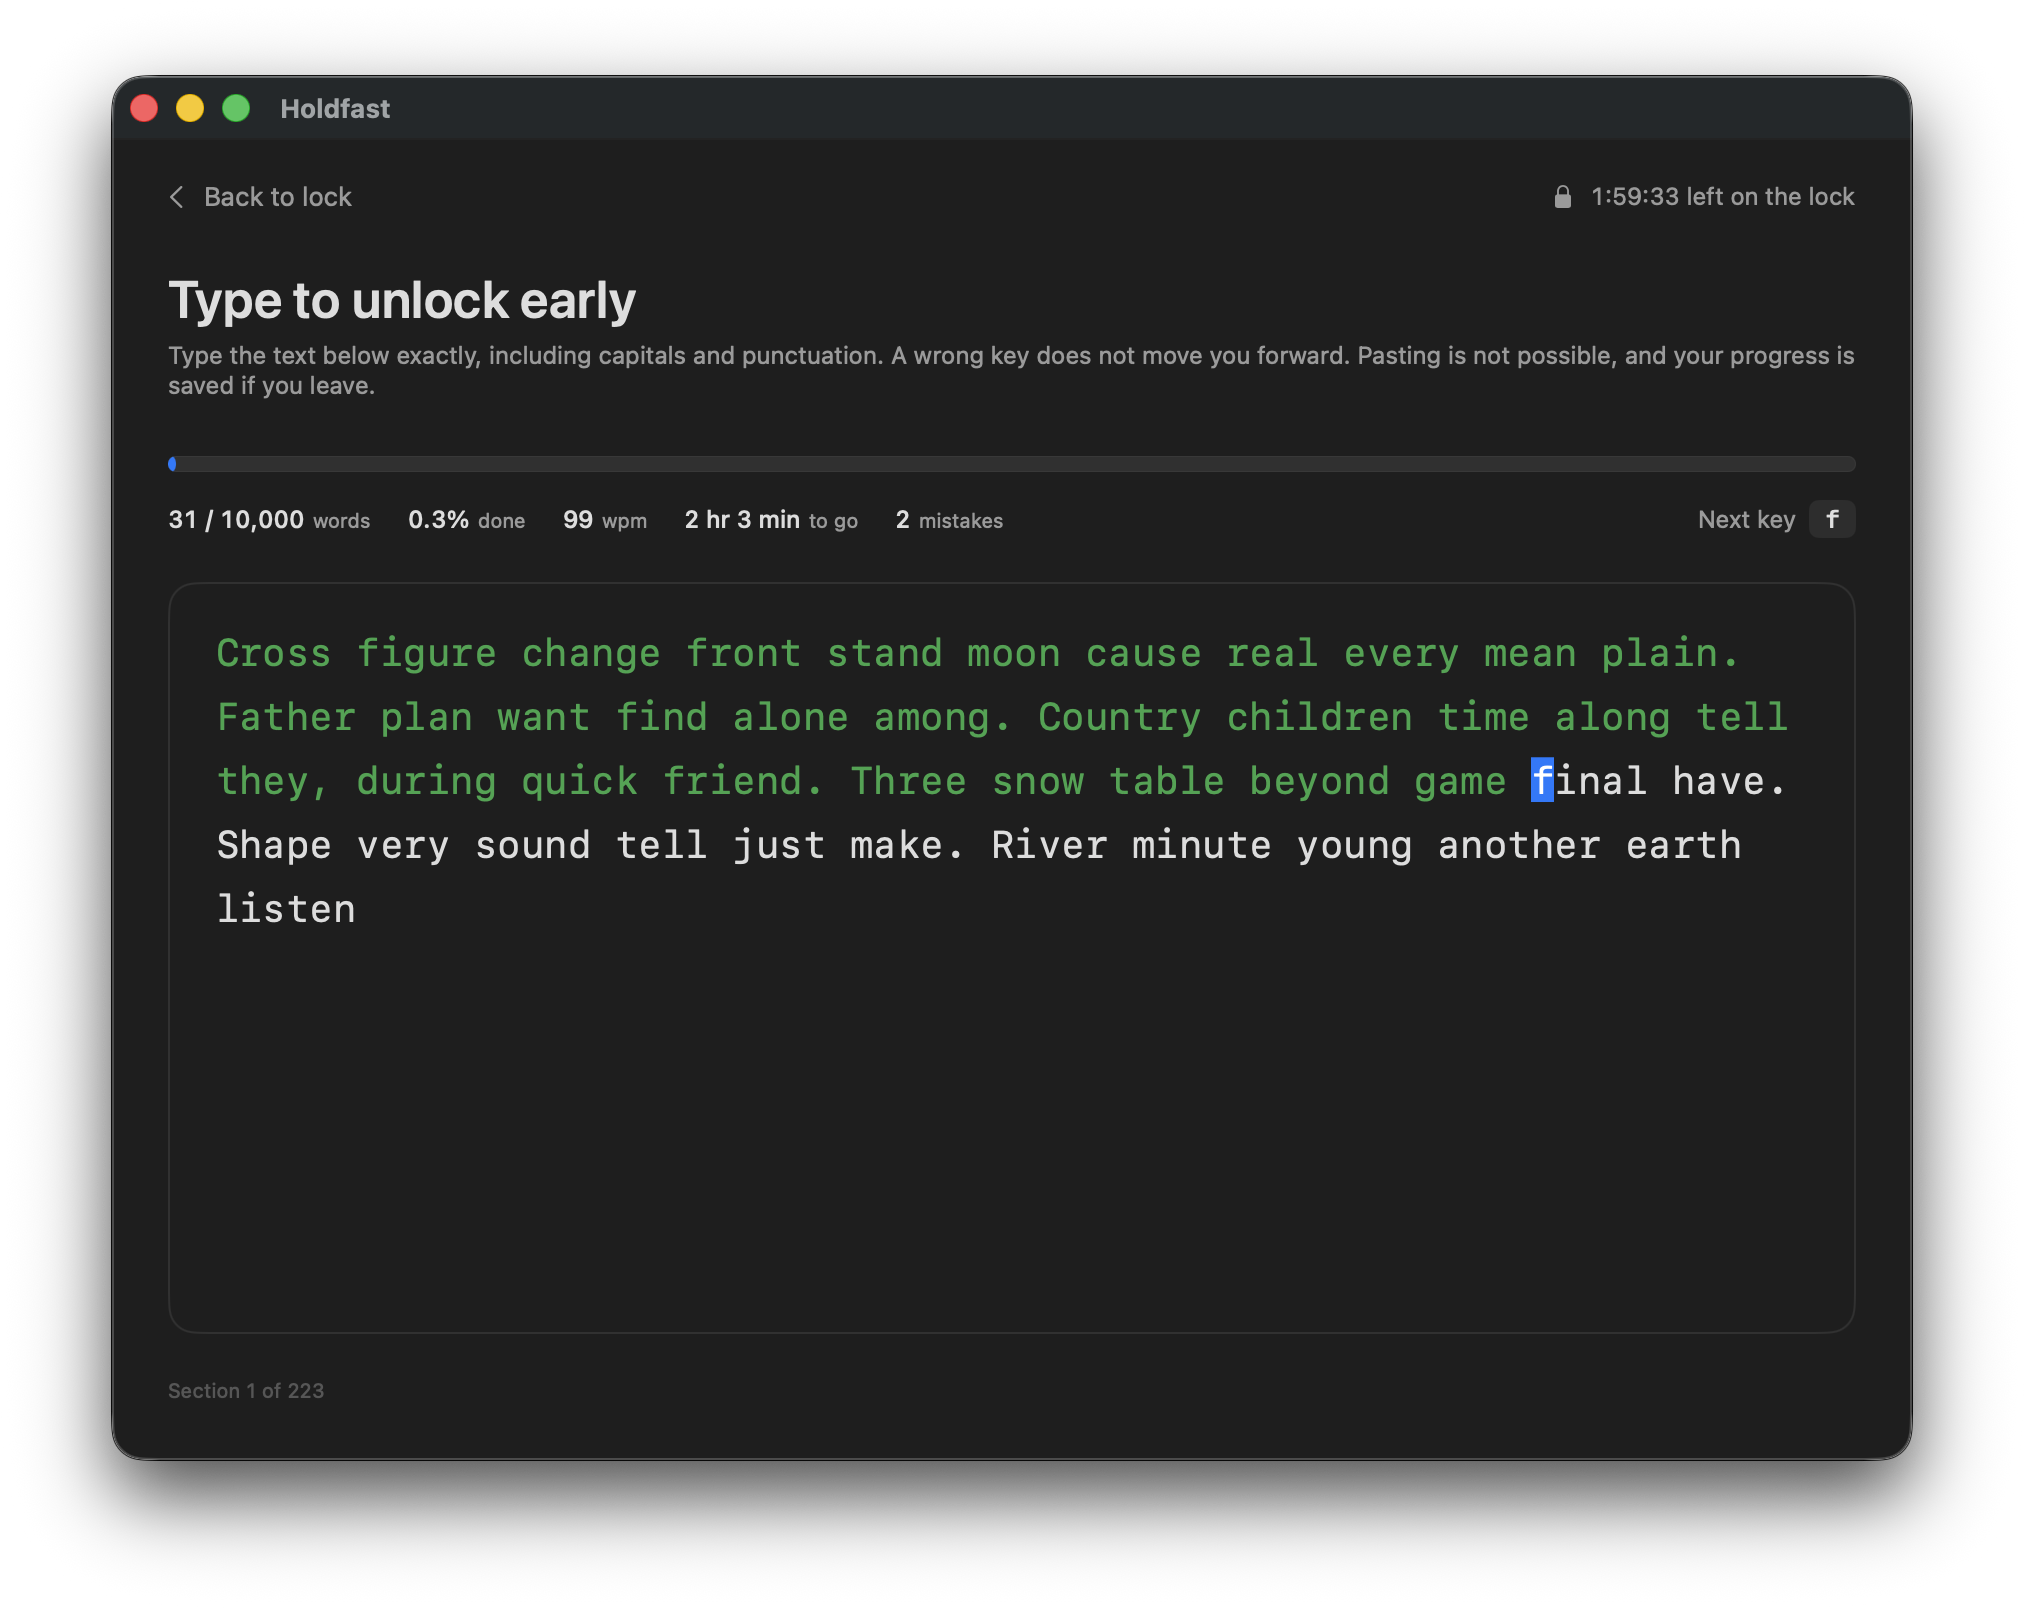 Holdfast
Back to lock
1:59:33 left on the lock
Type to unlock early
Type the text below exactly, including capitals and punctuation. A wrong key does not move you forward. Pasting is not possible, and your progress is
saved if you leave.
31 / 10,000 words 0.3% done 99 wpm 2 hr 3 min to go 2 mistakes
Next key f
Cross figure change front stand moon cause real every mean plain.
Father plan want find alone among. Country children time along tell
they, during quick friend. Three snow table beyond game final have.
Shape very sound tell just make. River minute young another earth
listen
Section 1 of 223